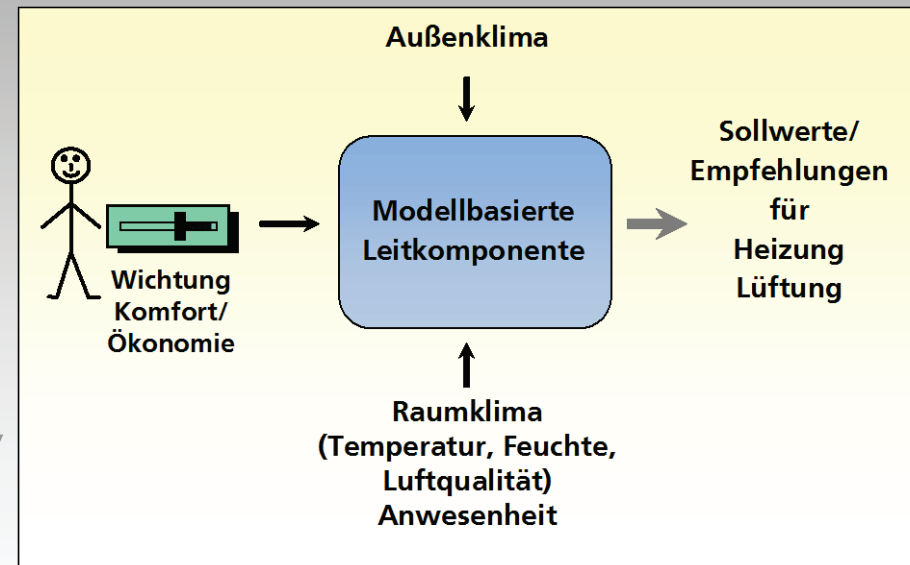 Außenklima
Wichtung
Komfort/
Ökonomie
Modellbasierte
Leitkomponente
Sollwerte/
Empfehlungen
für
Heizung
Lüftung
Raumklima
(Temperatur, Feuchte,
Luftqualität)
Anwesenheit